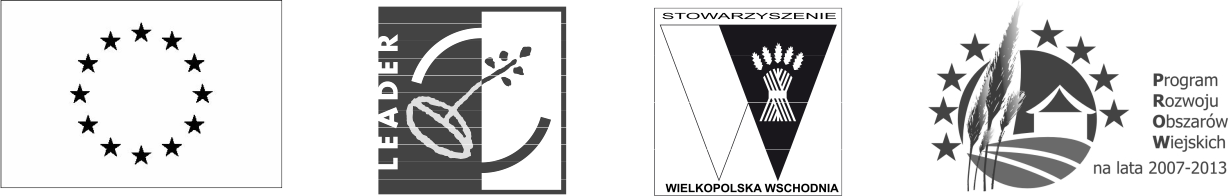 LEADER
STOWARZYSZENIE
WIELKOPOLSKA WSCHODNIA
Program
Rozwoju
Obszarów
Wiejskich
na lata 2007-2013